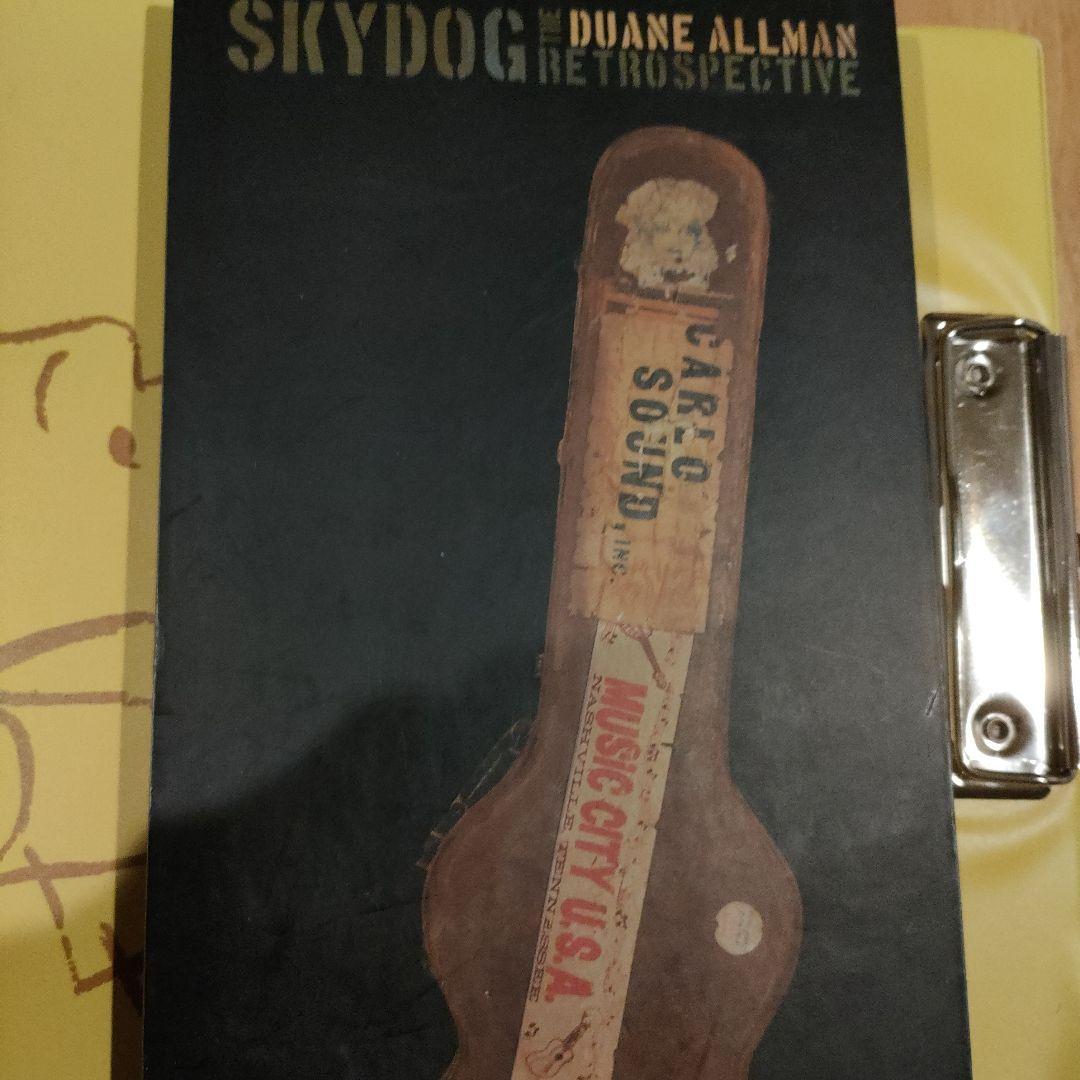 SKYDOG
THE
DUANE ALLMAN
RETROSPECTIVE
CARLO
SOUND, INC.
MUSIC CITY U.S.A.
NASHVILLE TENNESSEE